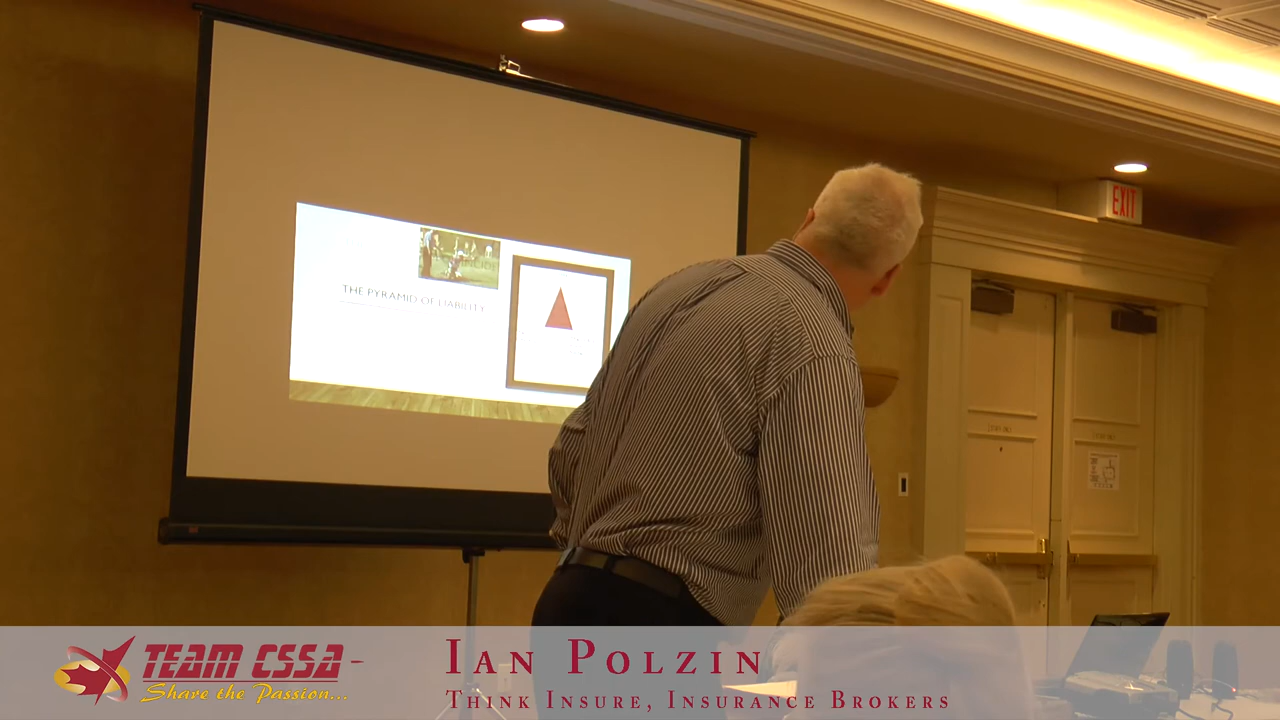 THE PYRAMID OF LIABILITY
EXIT
TEAM CSSA
Share the Passion...
IAN POLZIN
THINK INSURE, INSURANCE BROKERS